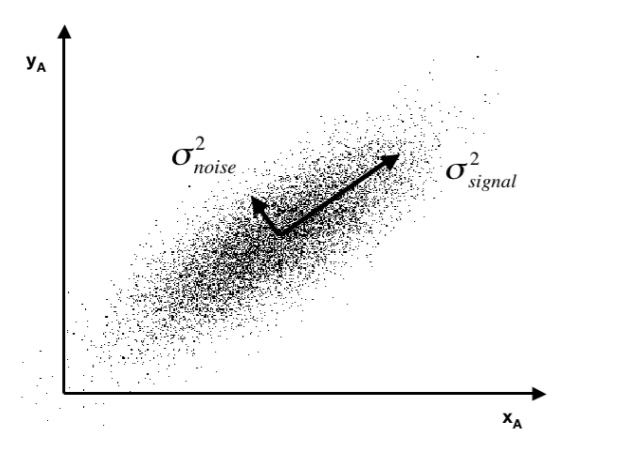 y_A
σ²_noise
σ²_signal
x_A